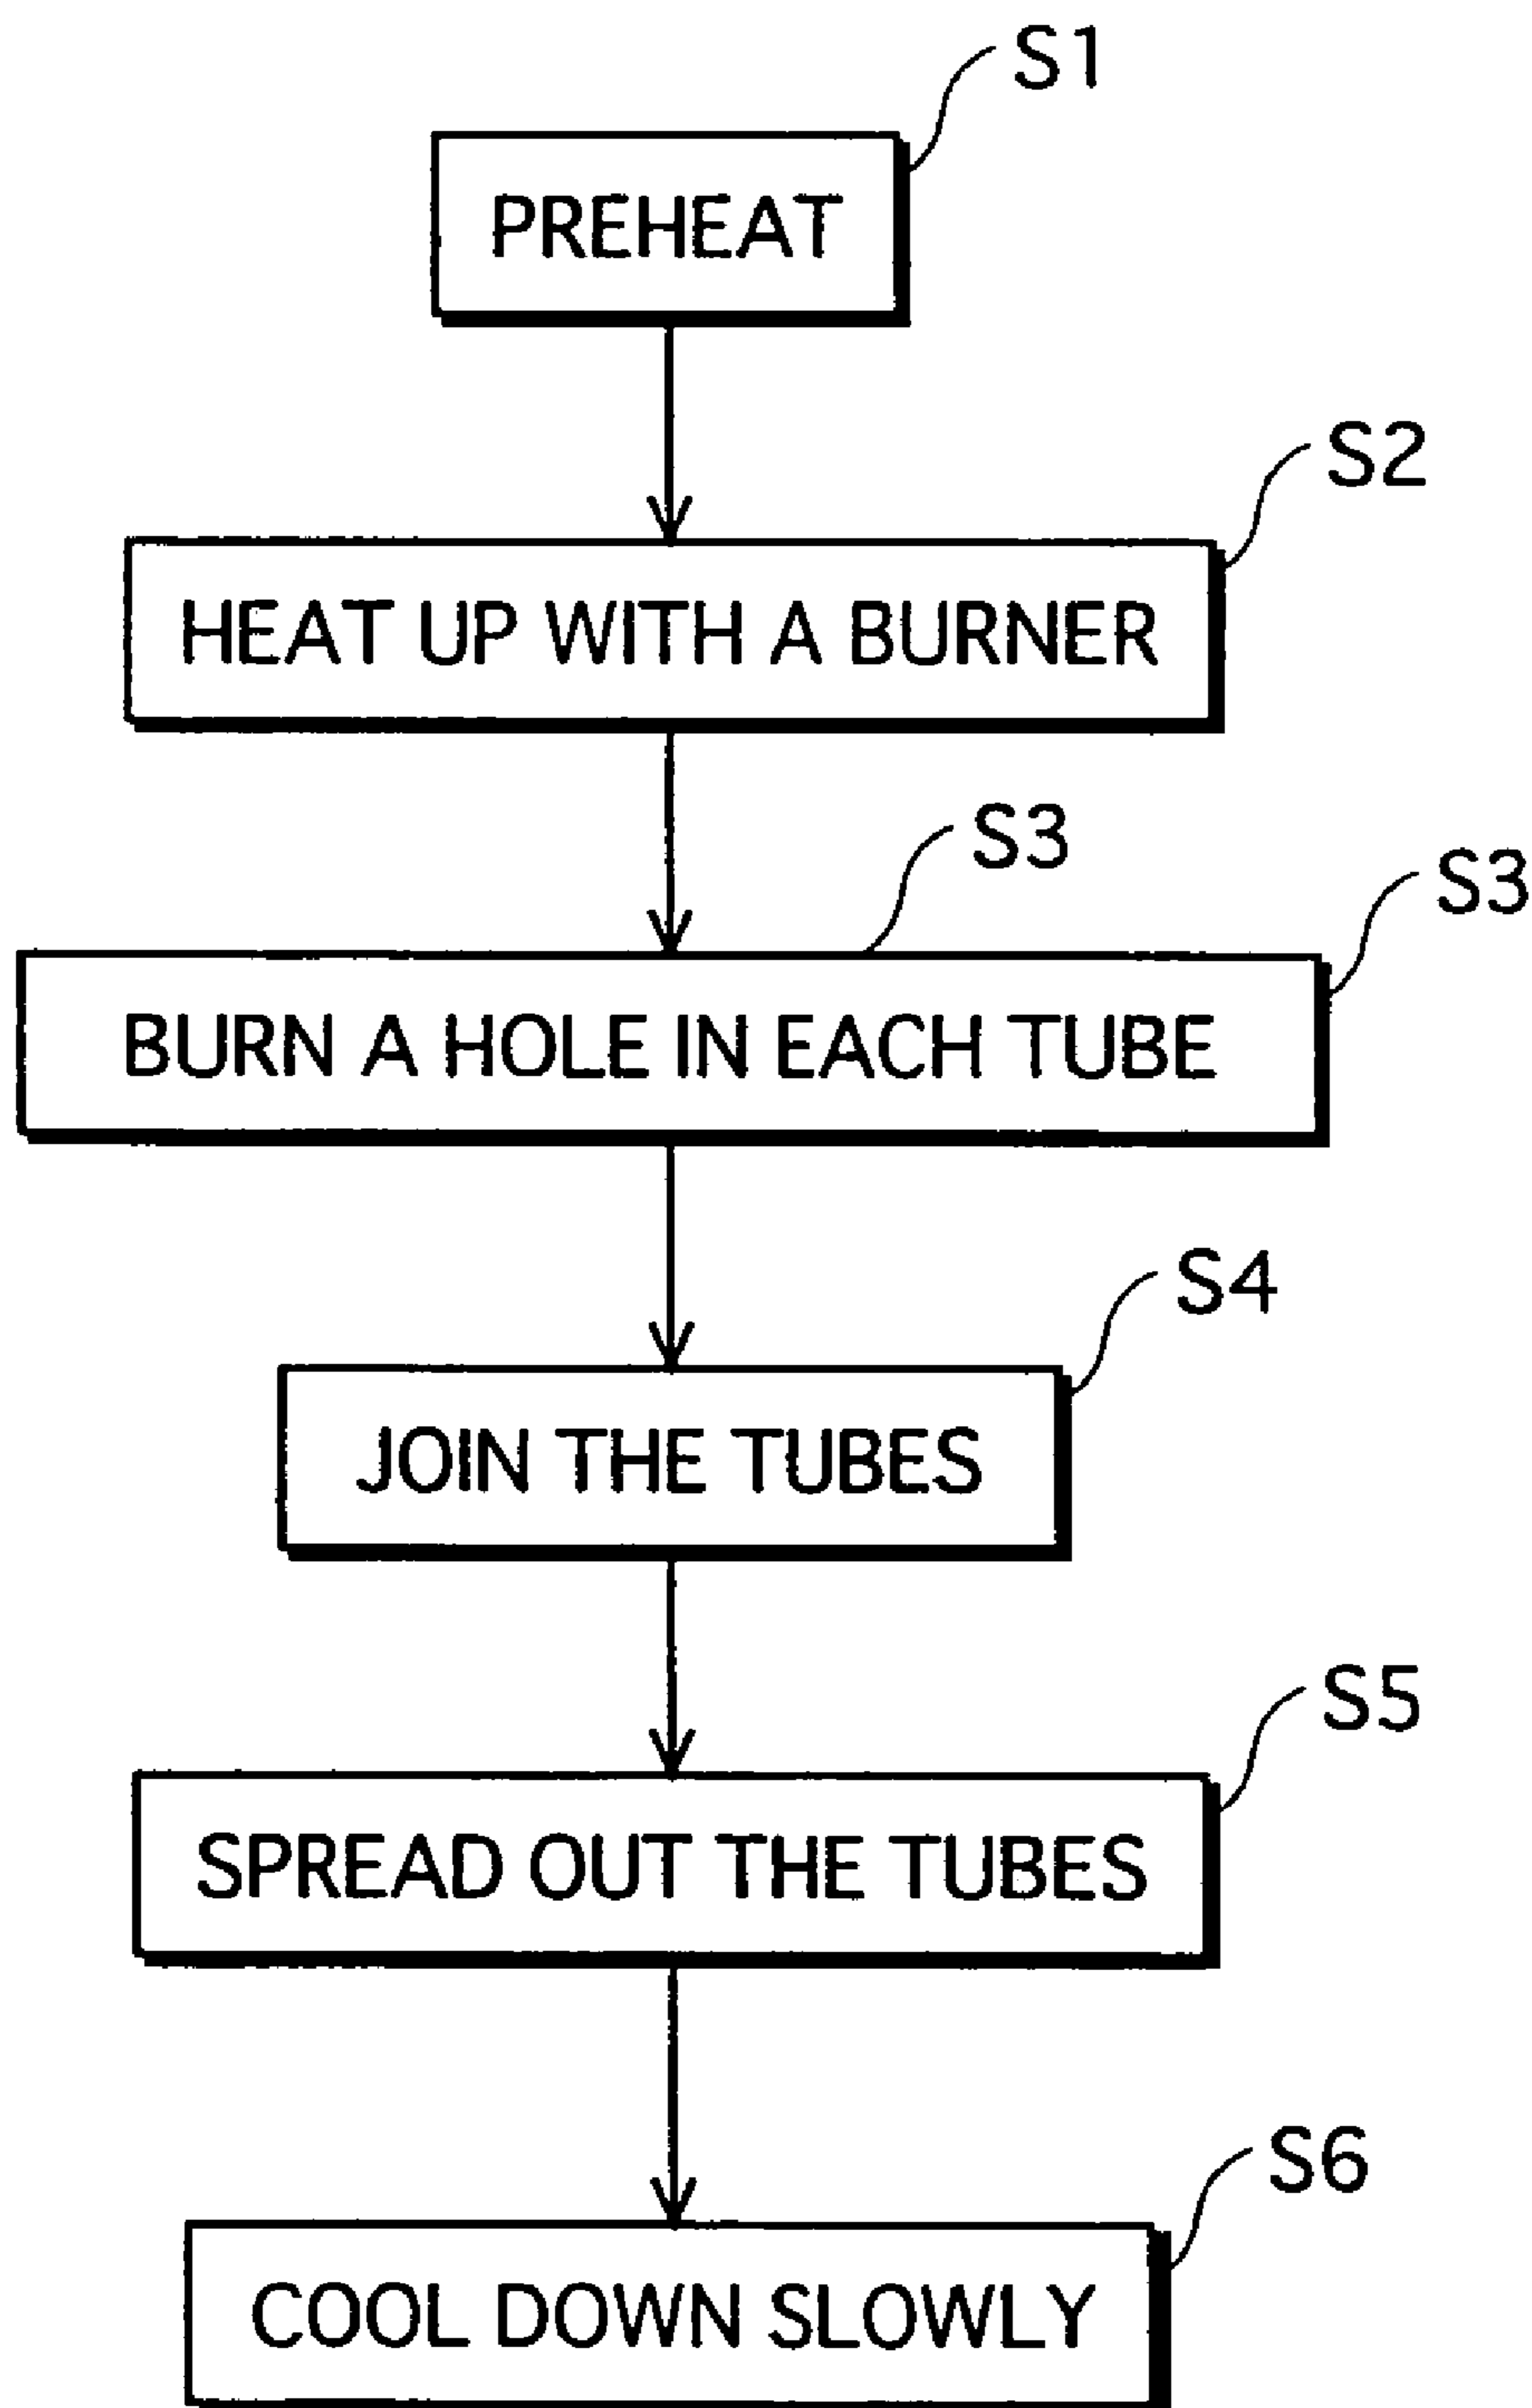 S1
PREHEAT
S2
HEAT UP WITH A BURNER
S3
S3
BURN A HOLE IN EACH TUBE
S4
JOIN THE TUBES
S5
SPREAD OUT THE TUBES
S6
COOL DOWN SLOWLY